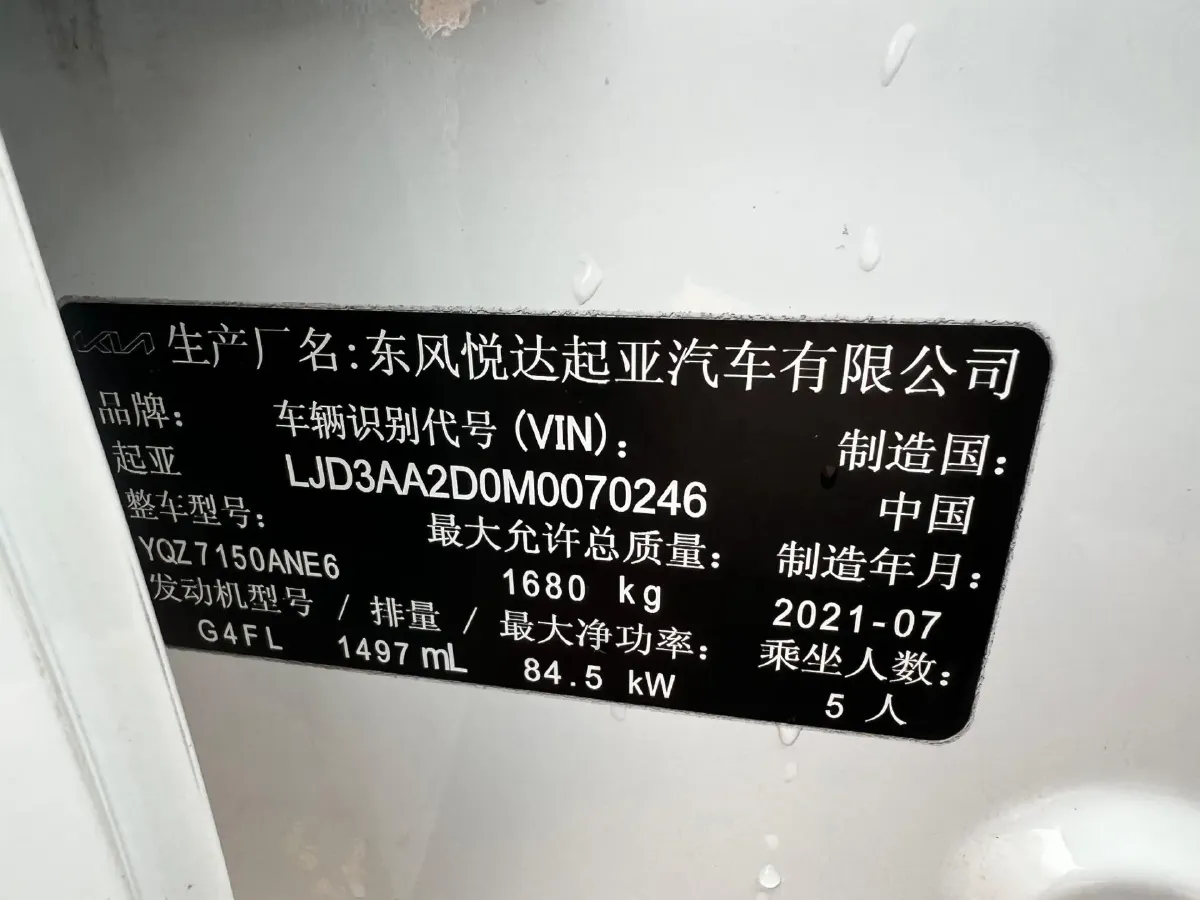 KIA 生产厂名:东风悦达起亚汽车有限公司
品牌: 车辆识别代号(VIN): 制造国:
起亚 LJD3AA2D0M0070246 中国
整车型号: 最大允许总质量: 制造年月:
YQZ7150ANE6 1680 kg 2021-07
发动机型号 / 排量 / 最大净功率: 乘坐人数:
G4FL 1497 mL 84.5 kW 5 人